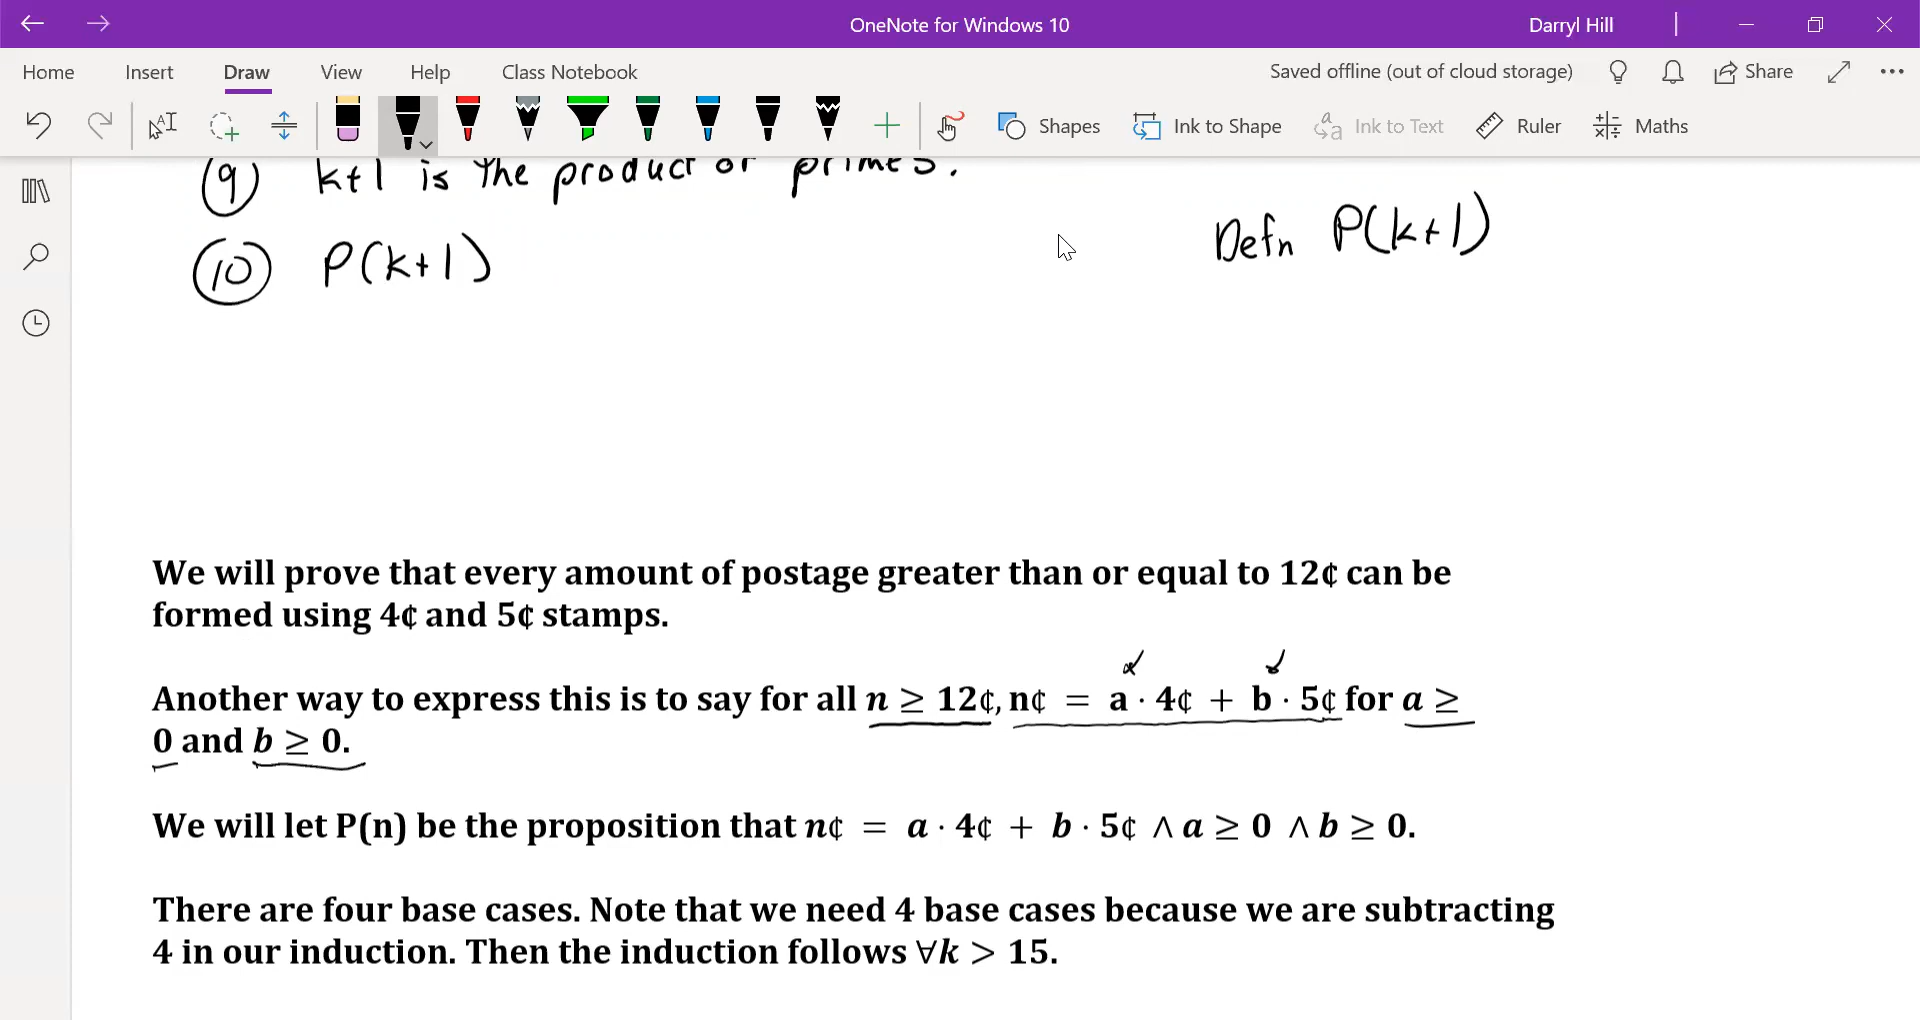 OneNote for Windows 10
Darryl Hill
Home Insert Draw View Help Class Notebook
Saved offline (out of cloud storage)
Share
Shapes
Ink to Shape
Ink to Text
Ruler
Maths
(9) k+1 is the product of primes.
Defn P(k+1)
(10) P(k+1)
We will prove that every amount of postage greater than or equal to 12¢ can be
formed using 4¢ and 5¢ stamps.
Another way to express this is to say for all n ≥ 12¢, n¢ = a · 4¢ + b · 5¢ for a ≥
0 and b ≥ 0.
We will let P(n) be the proposition that n¢ = a · 4¢ + b · 5¢ ∧ a ≥ 0 ∧ b ≥ 0.
There are four base cases. Note that we need 4 base cases because we are subtracting
4 in our induction. Then the induction follows ∀k > 15.